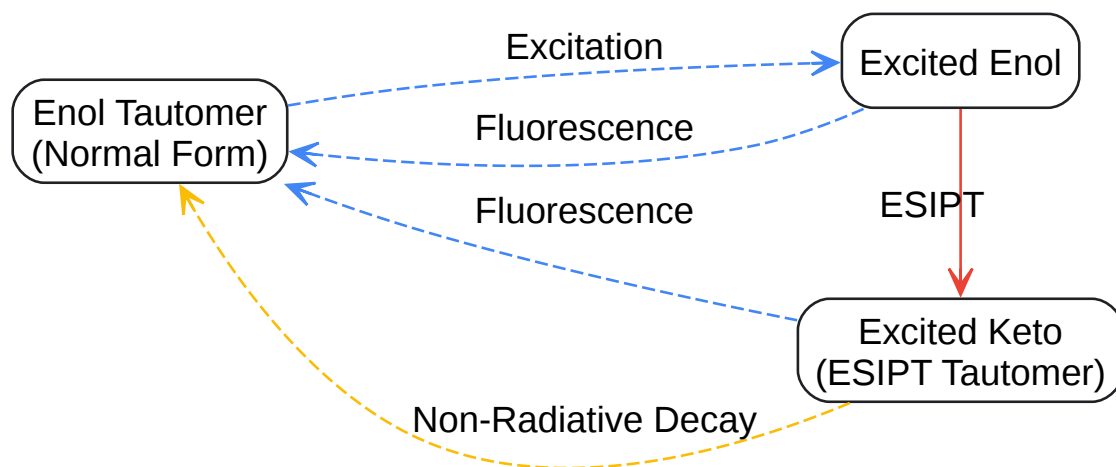 Excitation
Excited Enol
Enol Tautomer
(Normal Form)
Fluorescence
Fluorescence
ESIPT
Excited Keto
(ESIPT Tautomer)
Non-Radiative Decay